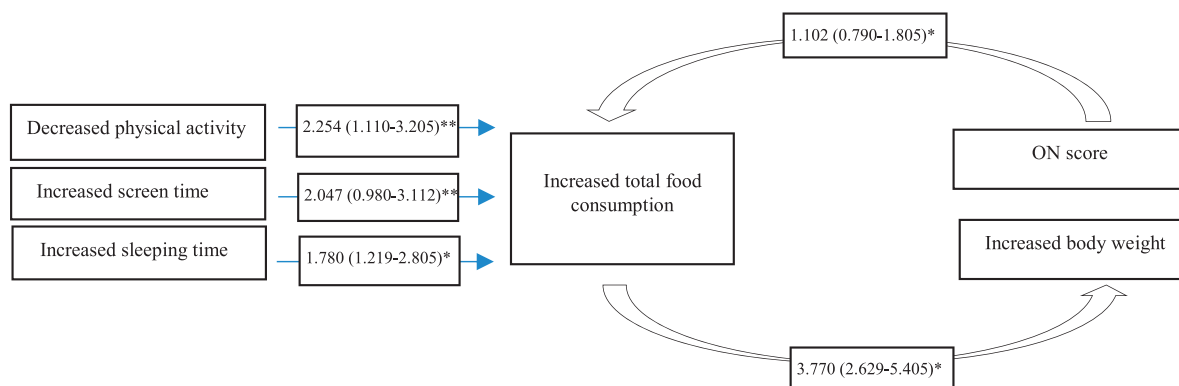 1.102 (0.790-1.805)*
Decreased physical activity
2.254 (1.110-3.205)**
Increased screen time
2.047 (0.980-3.112)**
Increased sleeping time
1.780 (1.219-2.805)*
Increased total food
consumption
ON score
Increased body weight
3.770 (2.629-5.405)*